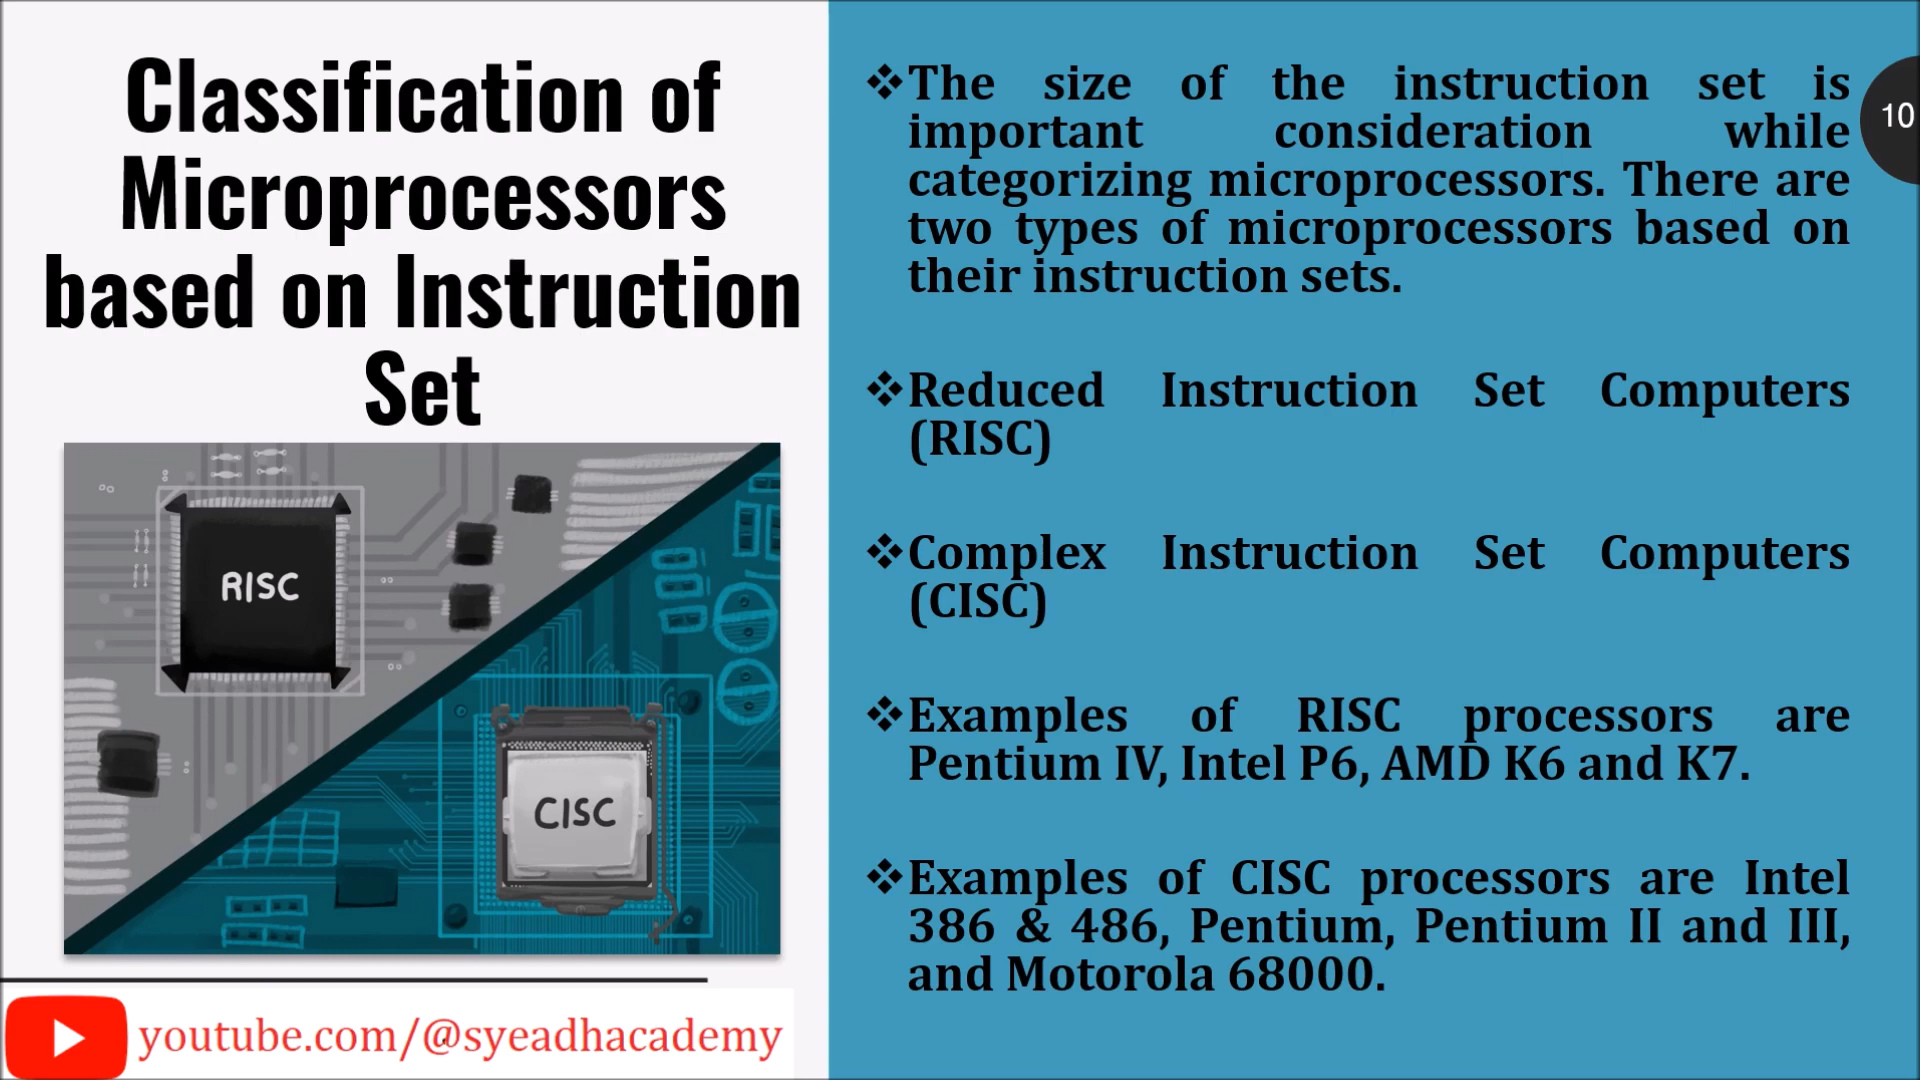 Classification of
Microprocessors
based on Instruction
Set
RISC
CISC
youtube.com/@syeadhacademy
❖The size of the instruction set is
important consideration while
categorizing microprocessors. There are
two types of microprocessors based on
their instruction sets.
❖Reduced Instruction Set Computers
(RISC)
❖Complex Instruction Set Computers
(CISC)
❖Examples of RISC processors are
Pentium IV, Intel P6, AMD K6 and K7.
❖Examples of CISC processors are Intel
386 & 486, Pentium, Pentium II and III,
and Motorola 68000.
10